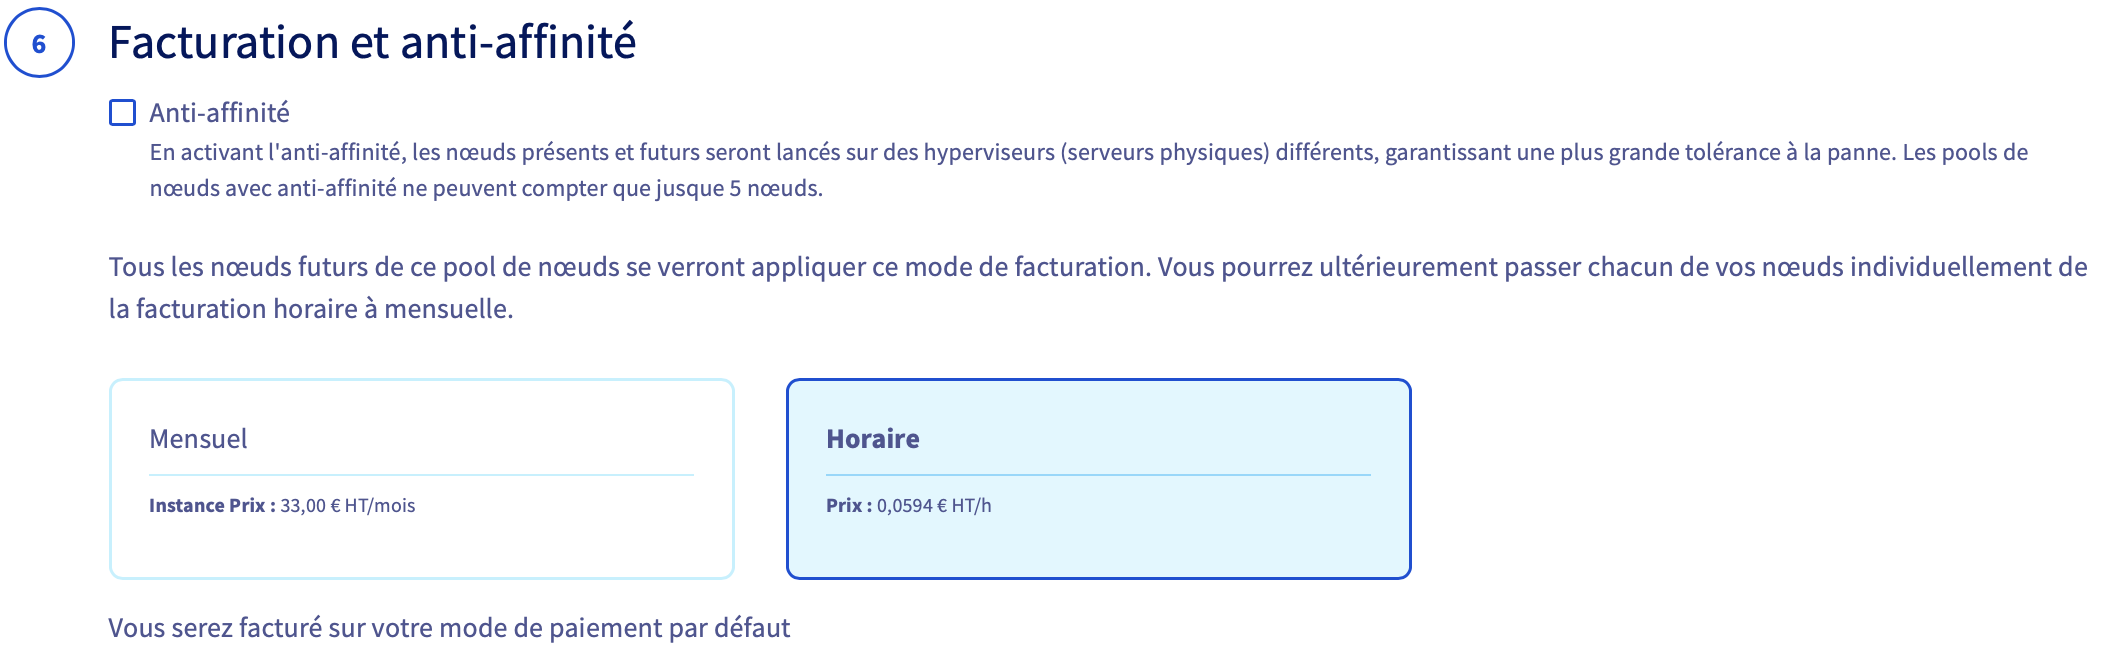 6
Facturation et anti-affinité
Anti-affinité
En activant l'anti-affinité, les nœuds présents et futurs seront lancés sur des hyperviseurs (serveurs physiques) différents, garantissant une plus grande tolérance à la panne. Les pools de
nœuds avec anti-affinité ne peuvent compter que jusque 5 nœuds.
Tous les nœuds futurs de ce pool de nœuds se verront appliquer ce mode de facturation. Vous pourrez ultérieurement passer chacun de vos nœuds individuellement de
la facturation horaire à mensuelle.
Mensuel
Instance Prix : 33,00 € HT/mois
Horaire
Prix : 0,0594 € HT/h
Vous serez facturé sur votre mode de paiement par défaut